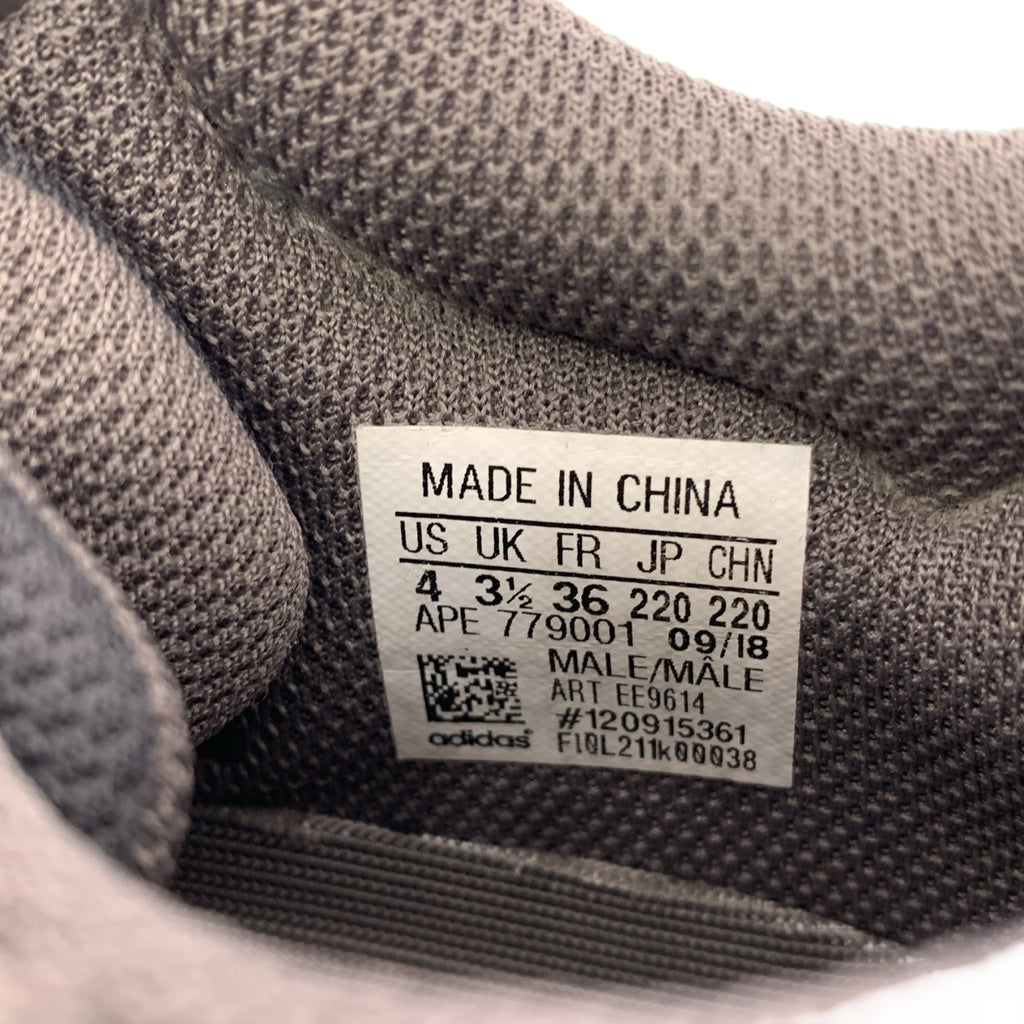 MADE IN CHINA
US UK FR JP CHN
4 3½ 36 220 220
APE 779001 09/18
MALE/MÂLE
ART EE9614
#120915361
F10L211k00038
adidas®